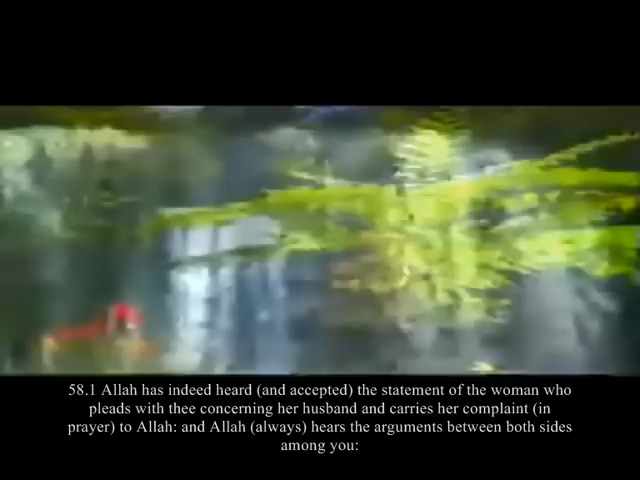 58.1 Allah has indeed heard (and accepted) the statement of the woman who
pleads with thee concerning her husband and carries her complaint (in
prayer) to Allah: and Allah (always) hears the arguments between both sides
among you: